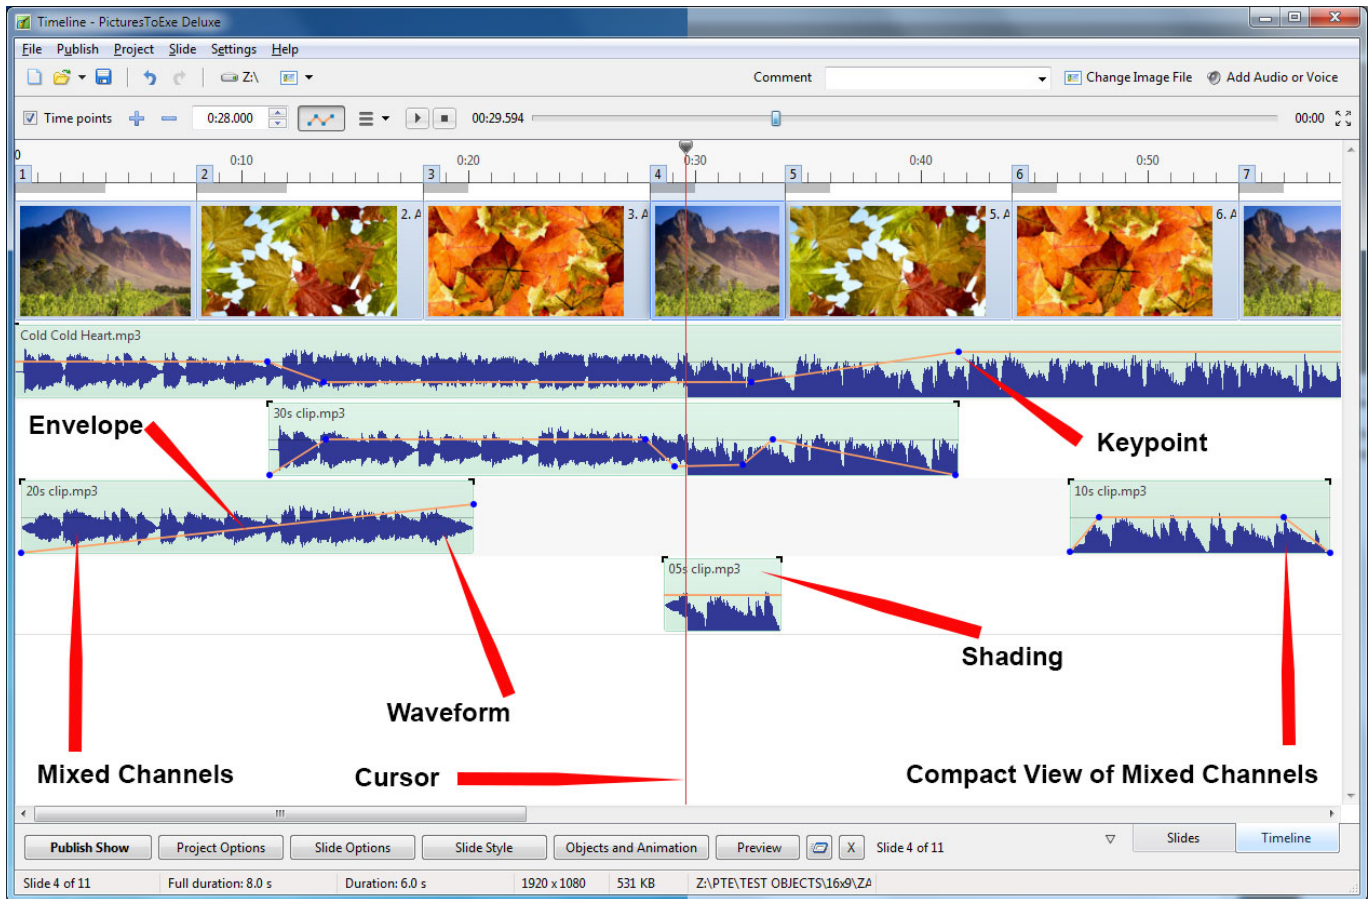 Timeline - PicturesToExe Deluxe
File Publish Project Slide Settings Help
Z:\ Comment Change Image File Add Audio or Voice
Time points 0:28.000 00:29.594 00:00
0 0:10 0:20 0:30 0:40 0:50
1 2 3 4 5 6 7
2. A 3. A 5. A 6. A
Cold Cold Heart.mp3
30s clip.mp3
Envelope
Keypoint
20s clip.mp3 10s clip.mp3
05s clip.mp3
Shading
Waveform
Mixed Channels Cursor Compact View of Mixed Channels
Publish Show Project Options Slide Options Slide Style Objects and Animation Preview X Slide 4 of 11 Slides Timeline
Slide 4 of 11 Full duration: 8.0 s Duration: 6.0 s 1920 x 1080 531 KB Z:\PTE\TEST OBJECTS\16x9\ZA